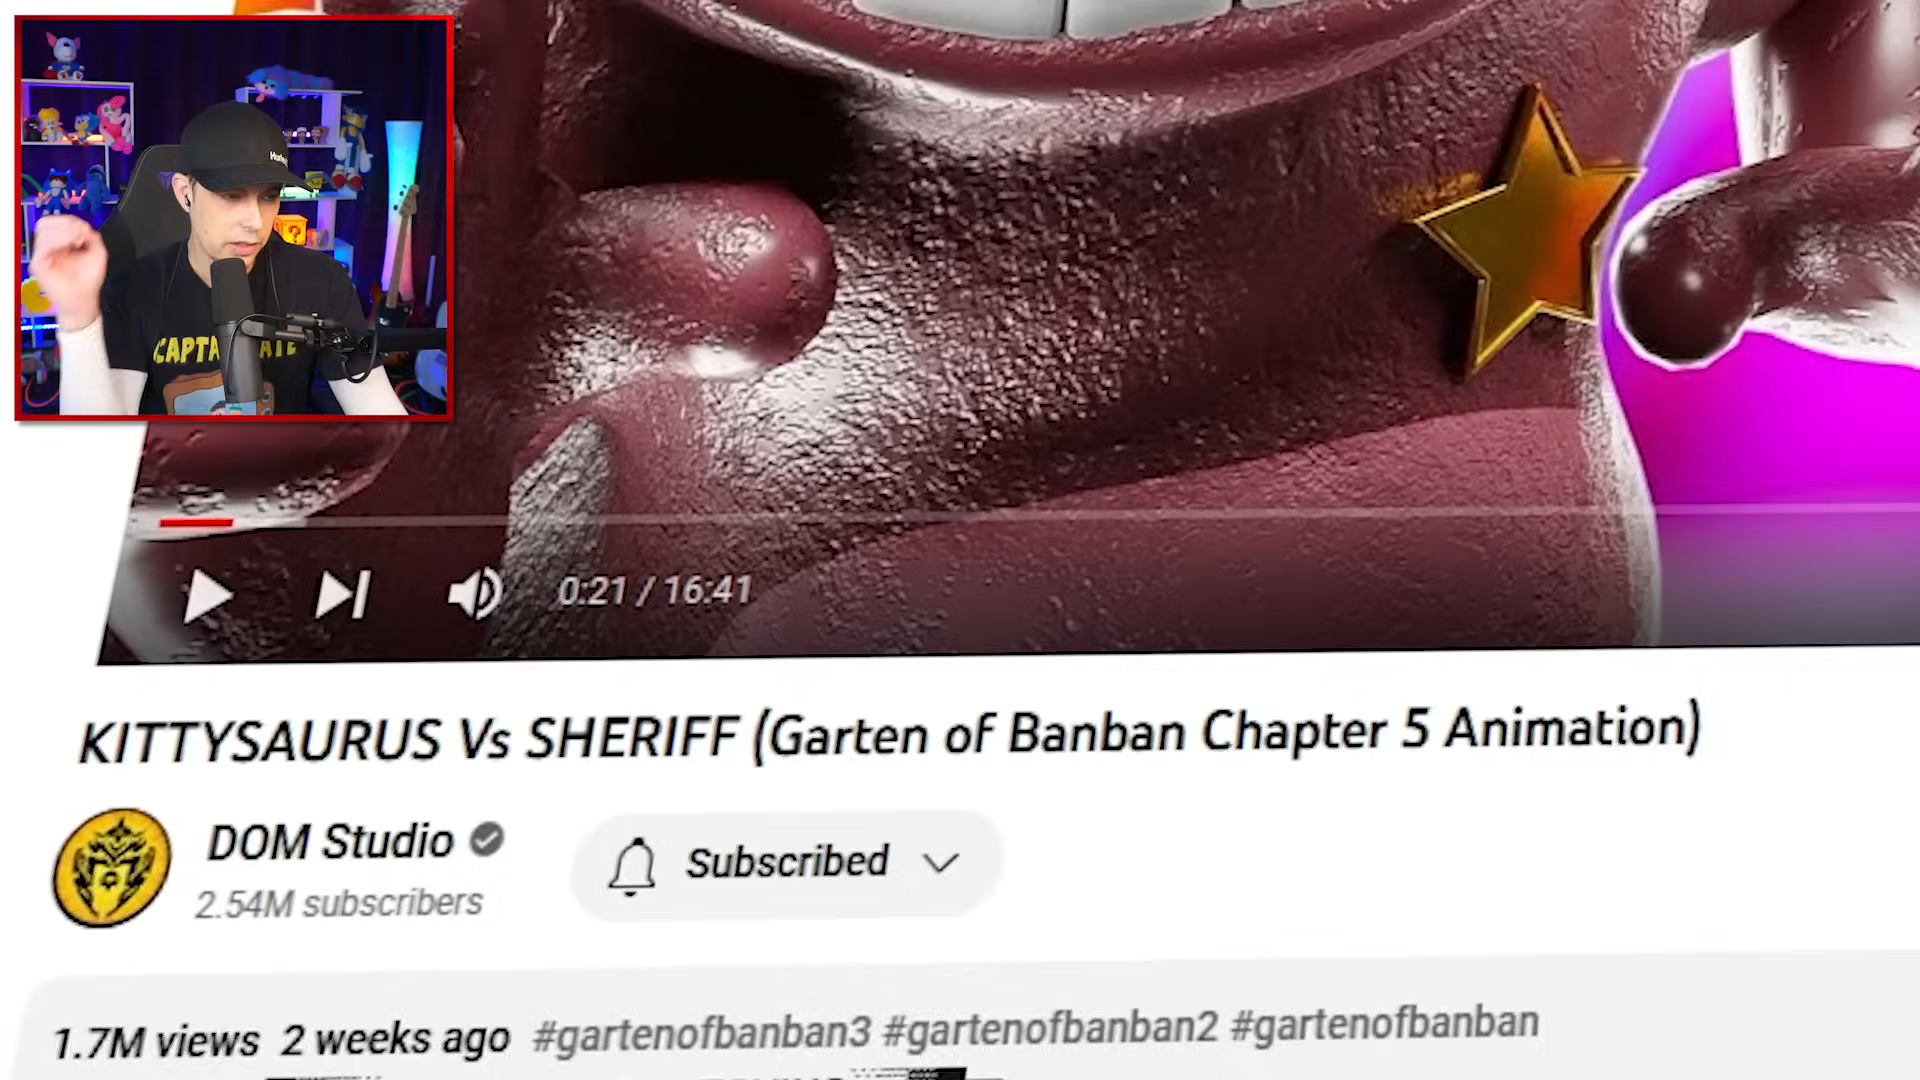 CAPTA
0:21 / 16:41
KITTYSAURUS Vs SHERIFF (Garten of Banban Chapter 5 Animation)
DOM Studio
2.54M subscribers
Subscribed
1.7M views 2 weeks ago #gartenofbanban3 #gartenofbanban2 #gartenofbanban